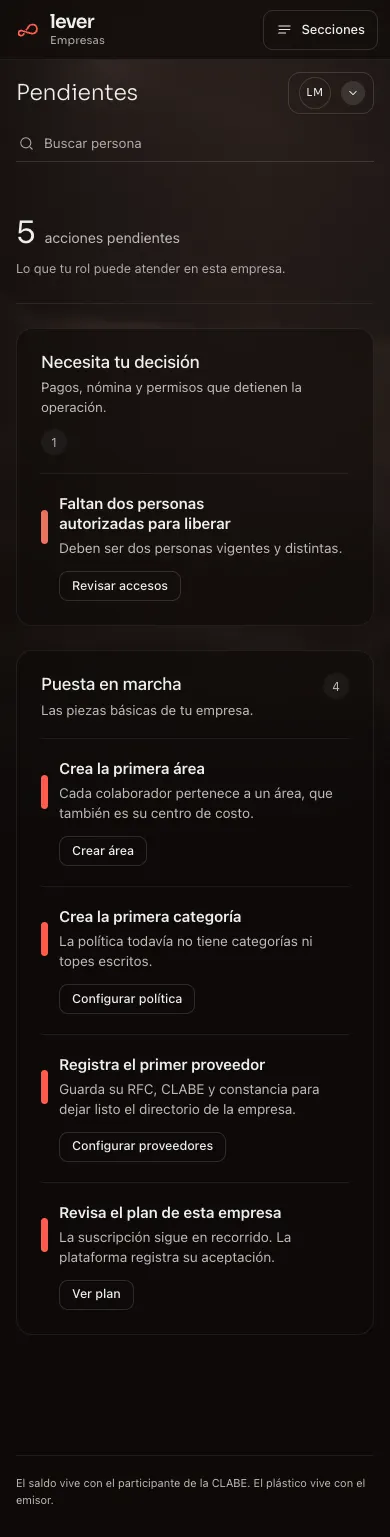 lever
Empresas
Secciones
Pendientes
LM
Buscar persona
5 acciones pendientes
Lo que tu rol puede atender en esta empresa.
Necesita tu decisión
Pagos, nómina y permisos que detienen la
operación.
1
Faltan dos personas
autorizadas para liberar
Deben ser dos personas vigentes y distintas.
Revisar accesos
Puesta en marcha
4
Las piezas básicas de tu empresa.
Crea la primera área
Cada colaborador pertenece a un área, que
también es su centro de costo.
Crear área
Crea la primera categoría
La política todavía no tiene categorías ni
topes escritos.
Configurar política
Registra el primer proveedor
Guarda su RFC, CLABE y constancia para
dejar listo el directorio de la empresa.
Configurar proveedores
Revisa el plan de esta empresa
La suscripción sigue en recorrido. La
plataforma registra su aceptación.
Ver plan
El saldo vive con el participante de la CLABE. El plástico vive con el
emisor.